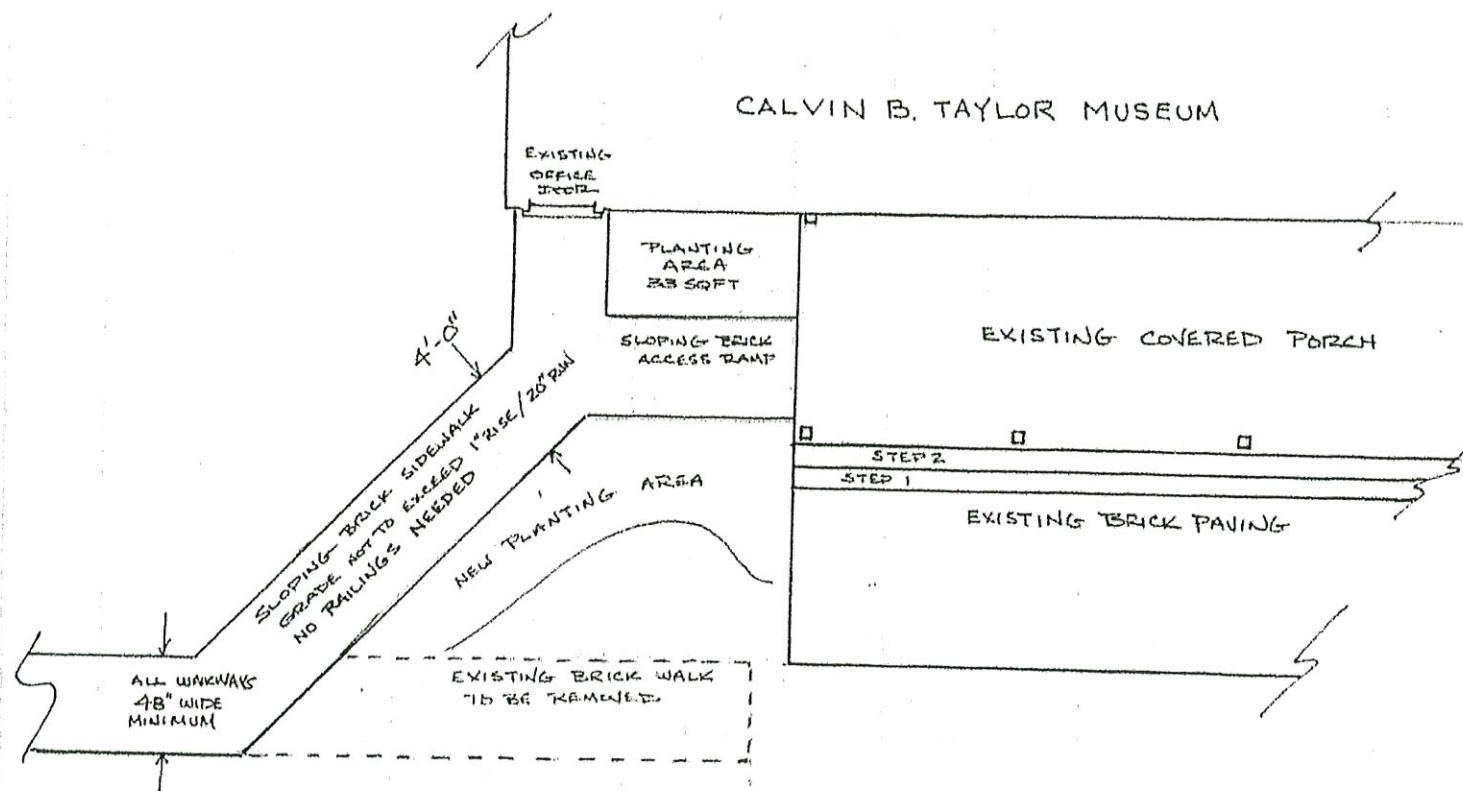 CALVIN B. TAYLOR MUSEUM
EXISTING
OFFICE
DOOR
PLANTING
AREA
33 SQFT
4'-0"
SLOPING BRICK
ACCESS RAMP
EXISTING COVERED PORCH
SLOPING BRICK SIDEWALK
GRADE NOT TO EXCEED 1" RISE/20" RUN
NO RAILINGS NEEDED
STEP 2
STEP 1
NEW PLANTING AREA
EXISTING BRICK PAVING
ALL WALKWAYS
48" WIDE
MINIMUM
EXISTING BRICK WALK
TO BE REMOVED